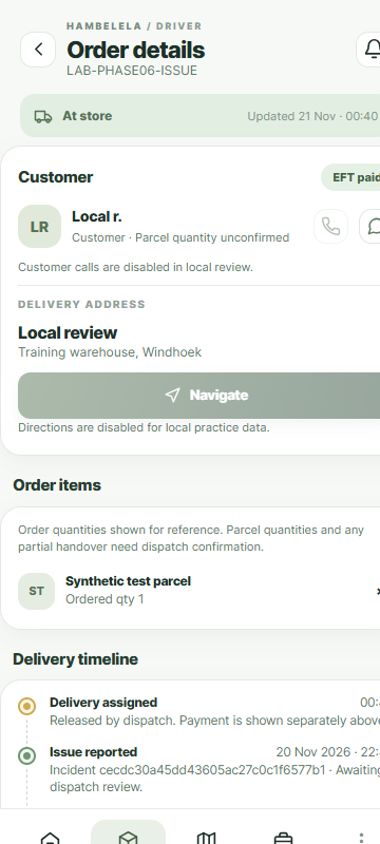 HAMBELELA / DRIVER
Order details
LAB-PHASE06-ISSUE
At store
Updated 21 Nov · 00:40
Customer
EFT paid
LR
Local r.
Customer · Parcel quantity unconfirmed
Customer calls are disabled in local review.
DELIVERY ADDRESS
Local review
Training warehouse, Windhoek
Navigate
Directions are disabled for local practice data.
Order items
Order quantities shown for reference. Parcel quantities and any
partial handover need dispatch confirmation.
ST
Synthetic test parcel
Ordered qty 1
Delivery timeline
Delivery assigned
Released by dispatch. Payment is shown separately above
Issue reported
20 Nov 2026 · 22:
Incident cecdc30a45dd43605ac27c0c1f6577b1 · Awaiting
dispatch review.